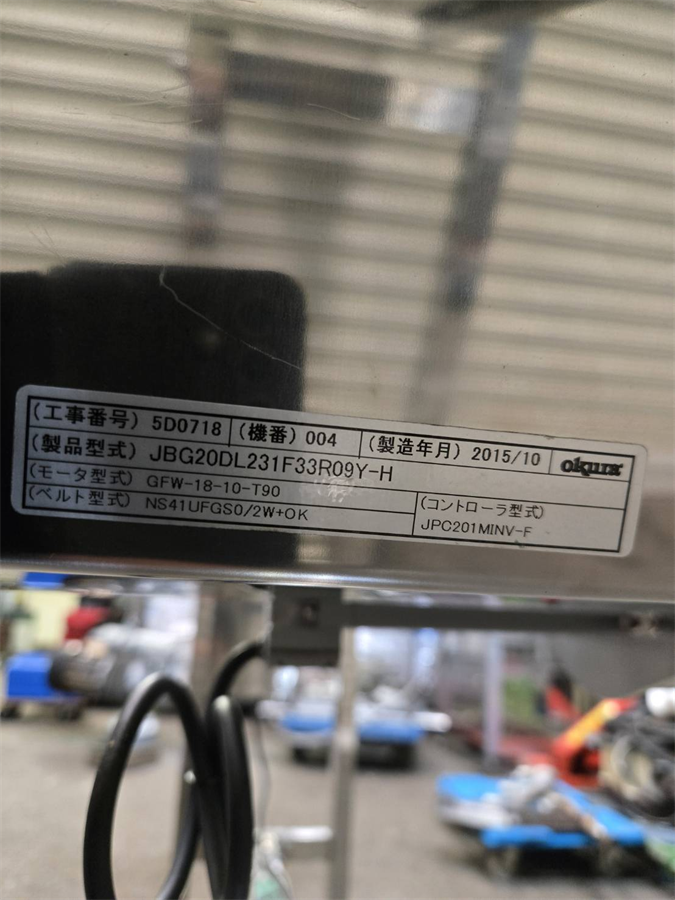 (工事番号) 5D0718 (機番) 004 (製造年月) 2015/10 okura
(製品型式) JBG20DL231F33R09Y-H
(モータ型式) GFW-18-10-T90
(ベルト型式) NS41UFGS0/2W+OK
(コントローラ型式)
JPC201MINV-F